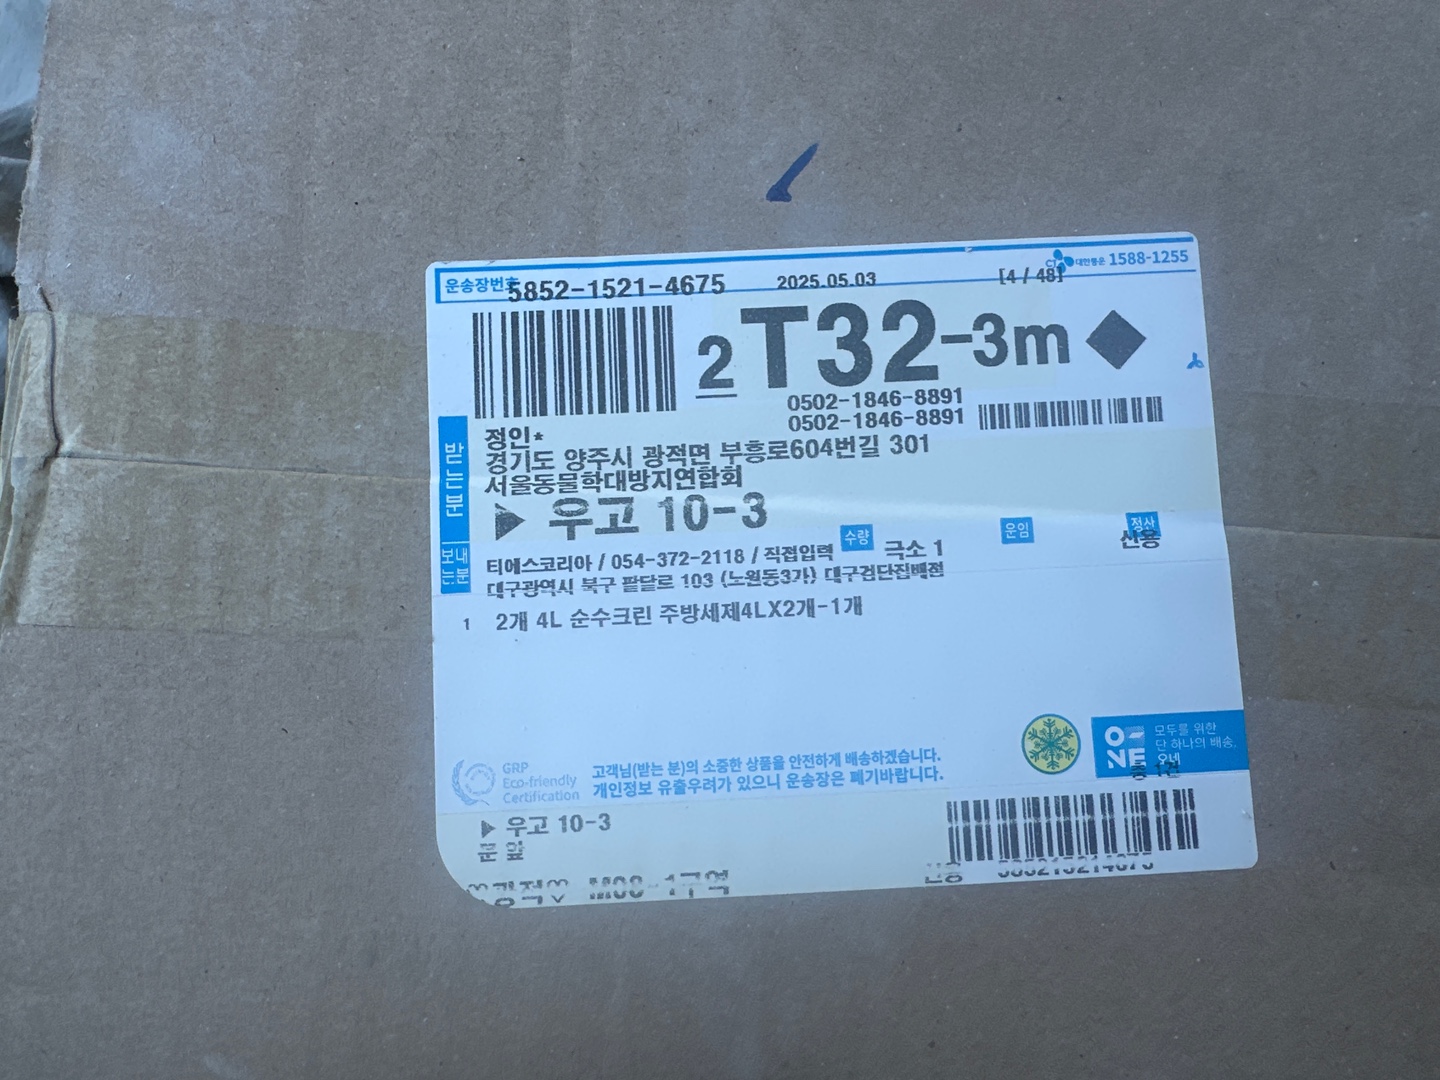 운송장번호 5852-1521-4675 2025.05.03 [4 / 48] CJ 대한통운 1588-1255
2 T32-3m
0502-1846-8891
0502-1846-8891
받는분
정인*
경기도 양주시 광적면 부흥로604번길 301
서울동물학대방지연합회
▶ 우고 10-3
수량 극소 1 운임 정산 신용
보내는분
티에스코리아 / 054-372-2118 / 직접입력
대구광역시 북구 팔달로 103 (노원동3가) 대구검단집배점
1 2개 4L 순수크린 주방세제4LX2개-1개
ONE
모두를 위한
단 하나의 배송,
오네
총 1건
GRP
Eco-friendly
Certification
고객님(받는 분)의 소중한 상품을 안전하게 배송하겠습니다.
개인정보 유출우려가 있으니 운송장은 폐기바랍니다.
▶ 우고 10-3
문 앞
585215214675